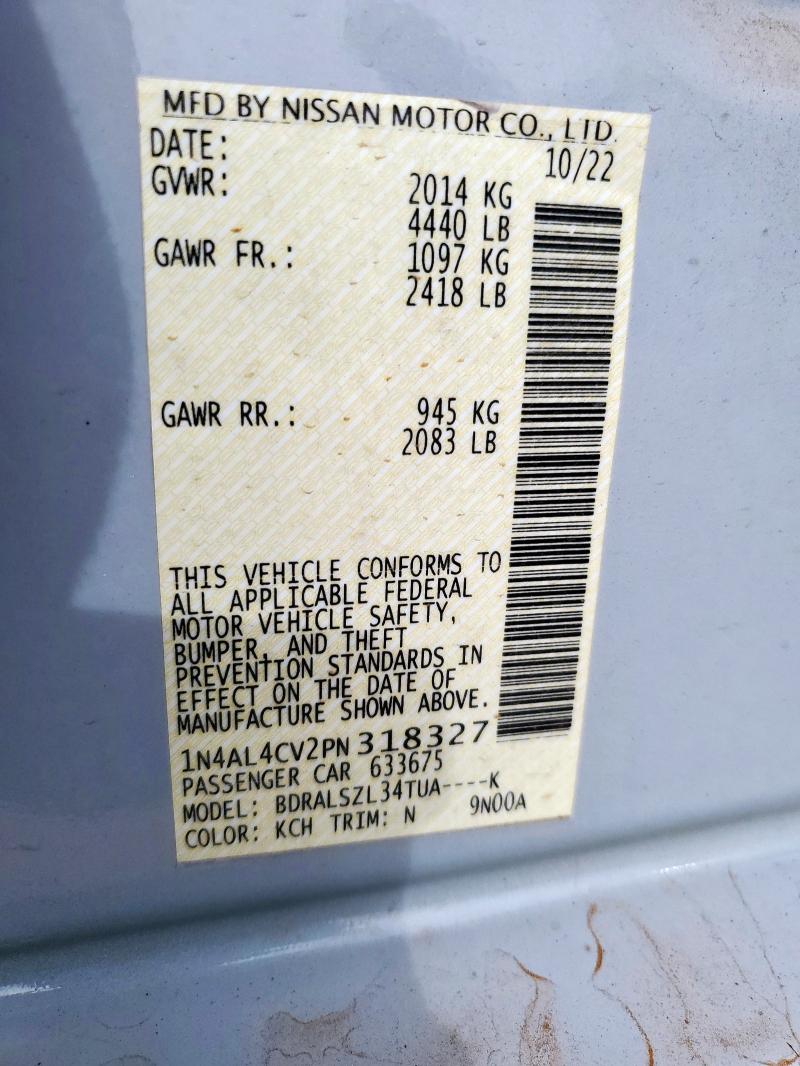 MFD BY NISSAN MOTOR CO., LTD.
DATE: 10/22
GVWR: 2014 KG
4440 LB
GAWR FR.: 1097 KG
2418 LB
GAWR RR.: 945 KG
2083 LB
THIS VEHICLE CONFORMS TO
ALL APPLICABLE FEDERAL
MOTOR VEHICLE SAFETY,
BUMPER, AND THEFT
PREVENTION STANDARDS IN
EFFECT ON THE DATE OF
MANUFACTURE SHOWN ABOVE.
1N4AL4CV2PN318327
PASSENGER CAR 633675
MODEL: BDRALSZL34TUA----K
COLOR: KCH TRIM: N 9N00A